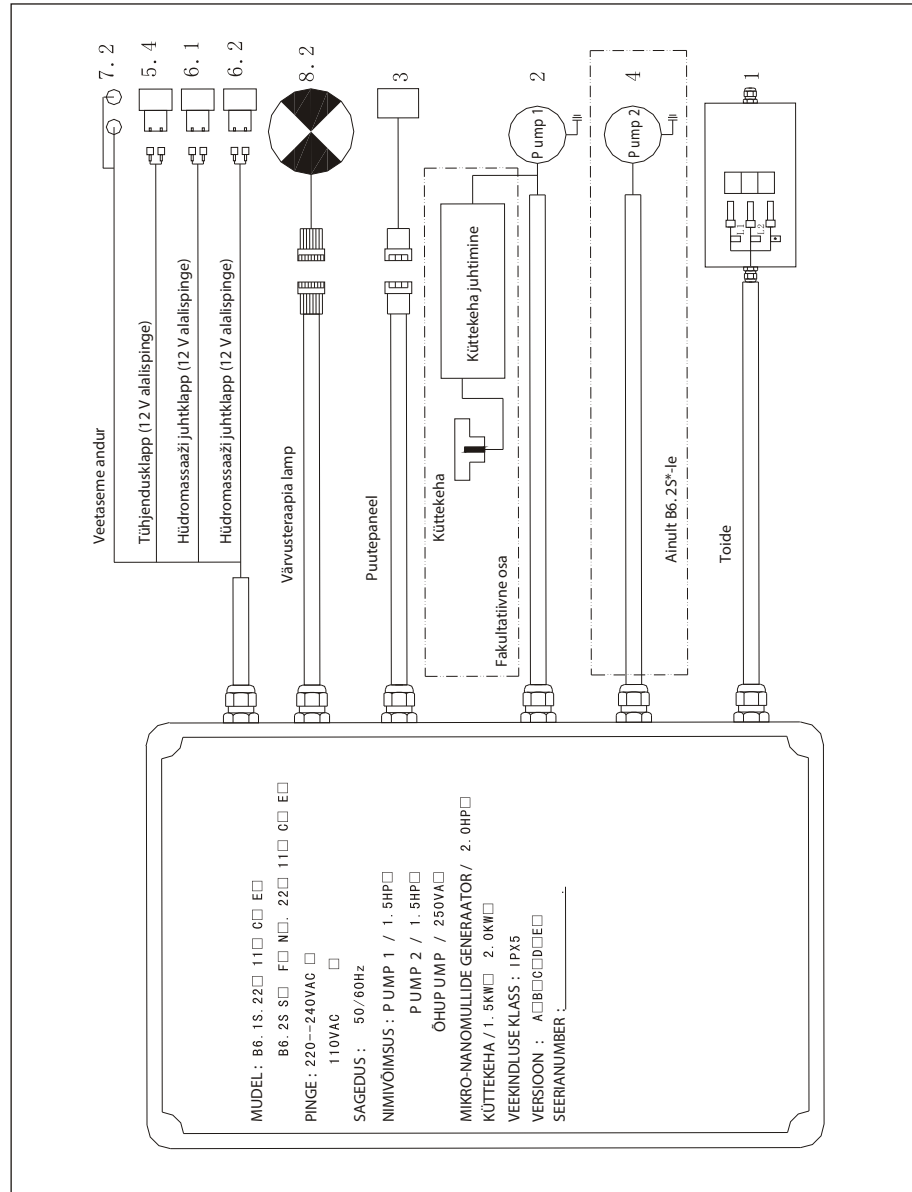 7. 2
5. 4
6. 1
6. 2
8. 2
3
2
4
1
Veetaseme andur
Tühjendusklapp (12 V alalispinge)
Hüdromassaaži juhtklapp (12 V alalispinge)
Hüdromassaaži juhtklapp (12 V alalispinge)
Värvusteraapia lamp
Puutepaneel
Küttekeha
Küttekeha juhtimine
Fakultatiivne osa
Pump 1
Pump 2
Ainult B6. 2S*-le
Toide
L1
L2
MUDEL: B6. 1S. 22□ 11□ C□ E□
B6. 2S S□ F□ N□. 22□ 11□ C□ E□
PINGE: 220--240VAC □
110VAC □
SAGEDUS : 50/60Hz
NIMIVÕIMSUS : PUMP 1 / 1. 5HP□
PUMP 2 / 1. 5HP□
ÕHUPUMP / 250VA□
MIKRO-NANOMULLIDE GENERAATOR / 2. 0HP□
KÜTTEKEHA / 1. 5KW□ 2. 0KW□
VEEKINDLUSE KLASS : IPX5
VERSIOON : A□B□C□D□E□
SEERIANUMBER :